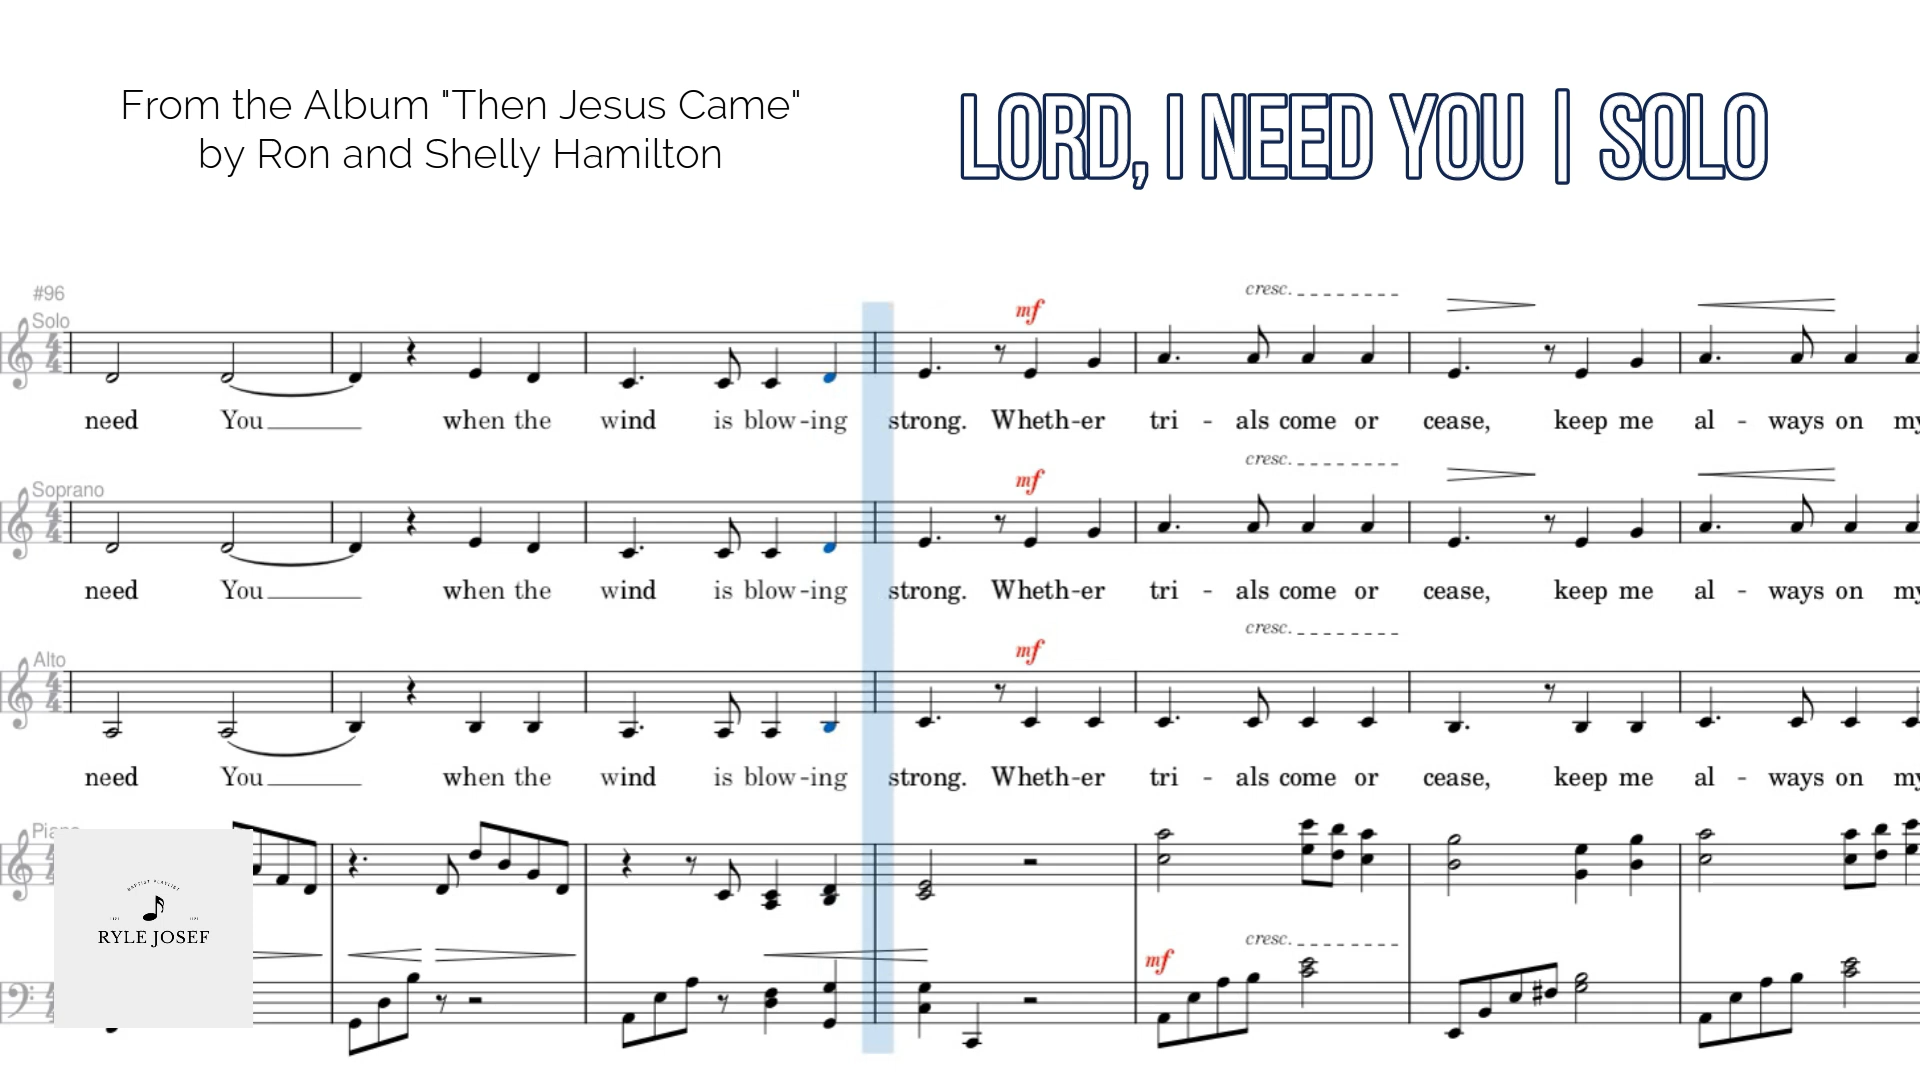 From the Album "Then Jesus Came"
by Ron and Shelly Hamilton
LORD, I NEED YOU | SOLO
#96
Solo
mf
cresc.
need You when the wind is blow-ing strong. Wheth-er tri - als come or cease, keep me al - ways on my
Soprano
mf
cresc.
need You when the wind is blow-ing strong. Wheth-er tri - als come or cease, keep me al - ways on my
Alto
mf
cresc.
need You when the wind is blow-ing strong. Wheth-er tri - als come or cease, keep me al - ways on my
Piano
mf
cresc.
BAPTIST PLAYLIST
RYLE JOSEF